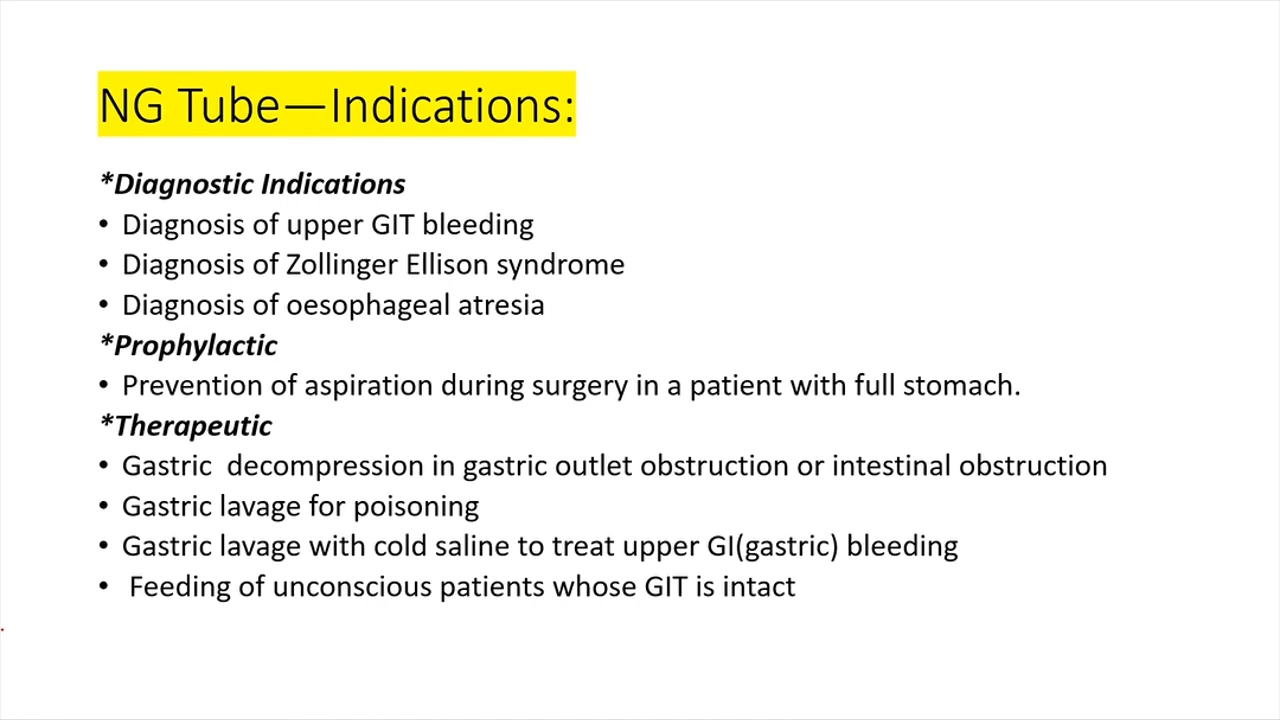 NG Tube—Indications:
*Diagnostic Indications
• Diagnosis of upper GIT bleeding
• Diagnosis of Zollinger Ellison syndrome
• Diagnosis of oesophageal atresia
*Prophylactic
• Prevention of aspiration during surgery in a patient with full stomach.
*Therapeutic
• Gastric  decompression in gastric outlet obstruction or intestinal obstruction
• Gastric lavage for poisoning
• Gastric lavage with cold saline to treat upper GI(gastric) bleeding
•  Feeding of unconscious patients whose GIT is intact